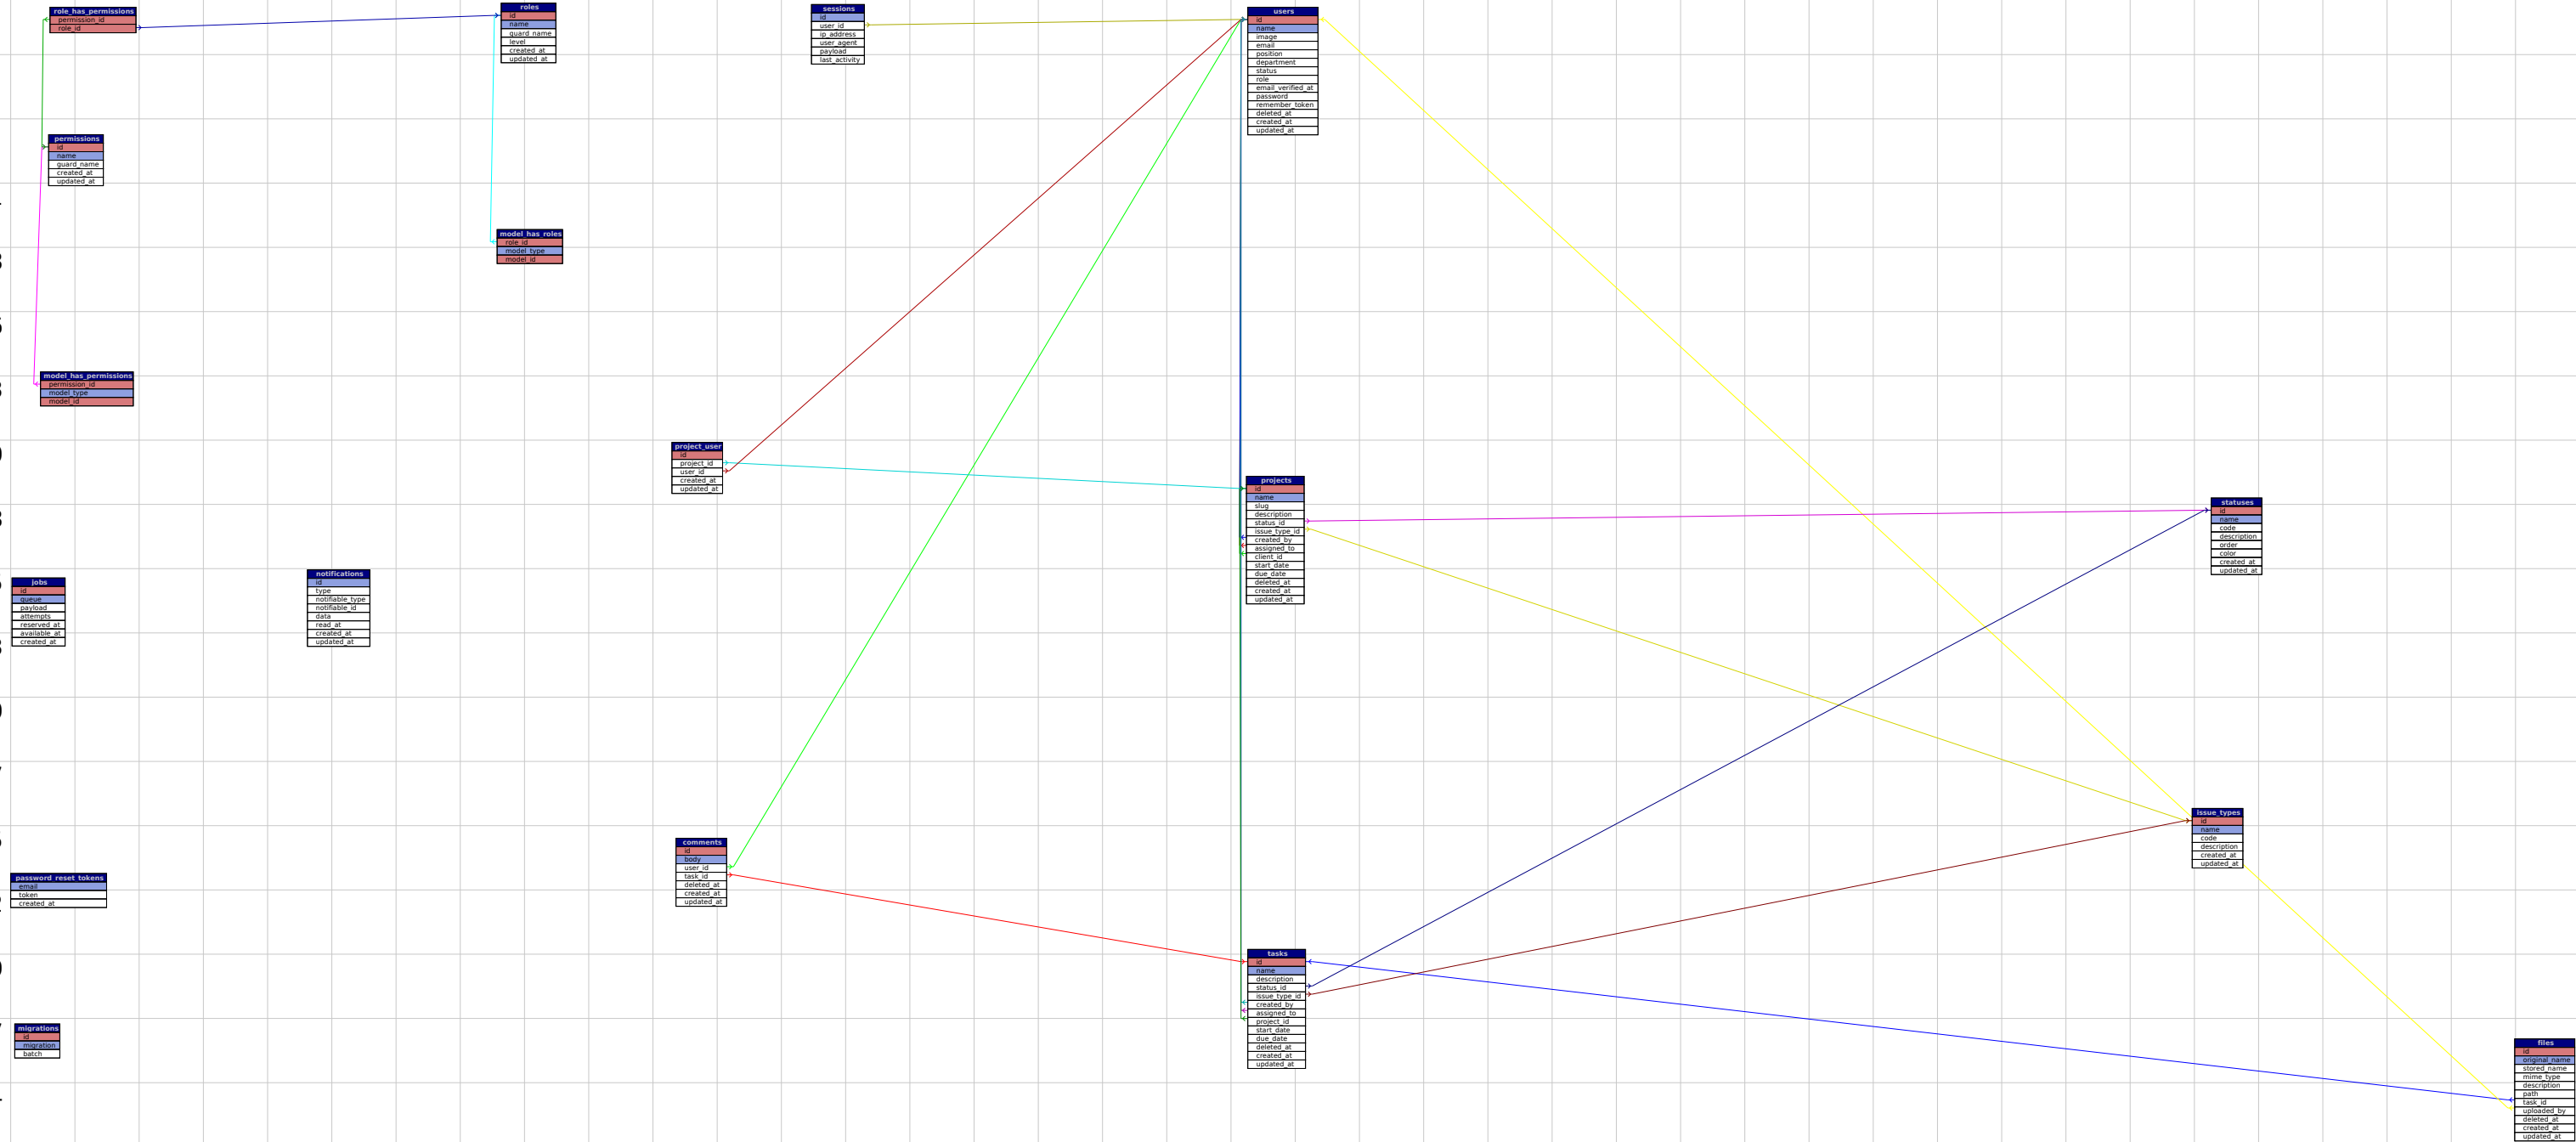 role_has_permissions
permission_id
role_id
roles
id
name
guard_name
level
created_at
updated_at
sessions
id
user_id
ip_address
user_agent
payload
last_activity
users
id
name
image
email
position
department
status
role
email_verified_at
password
remember_token
deleted_at
created_at
updated_at
permissions
id
name
guard_name
created_at
updated_at
model_has_roles
role_id
model_type
model_id
model_has_permissions
permission_id
model_type
model_id
project_user
id
project_id
user_id
created_at
updated_at
projects
id
name
slug
description
status_id
issue_type_id
created_by
assigned_to
client_id
start_date
due_date
deleted_at
created_at
updated_at
statuses
id
name
code
description
order
color
created_at
updated_at
jobs
id
queue
payload
attempts
reserved_at
available_at
created_at
notifications
id
type
notifiable_type
notifiable_id
data
read_at
created_at
updated_at
issue_types
id
name
code
description
created_at
updated_at
comments
id
body
user_id
task_id
deleted_at
created_at
updated_at
password_reset_tokens
email
token
created_at
tasks
id
name
description
status_id
issue_type_id
created_by
assigned_to
project_id
start_date
due_date
deleted_at
created_at
updated_at
migrations
id
migration
batch
files
id
original_name
stored_name
mime_type
description
path
task_id
uploaded_by
deleted_at
created_at
updated_at